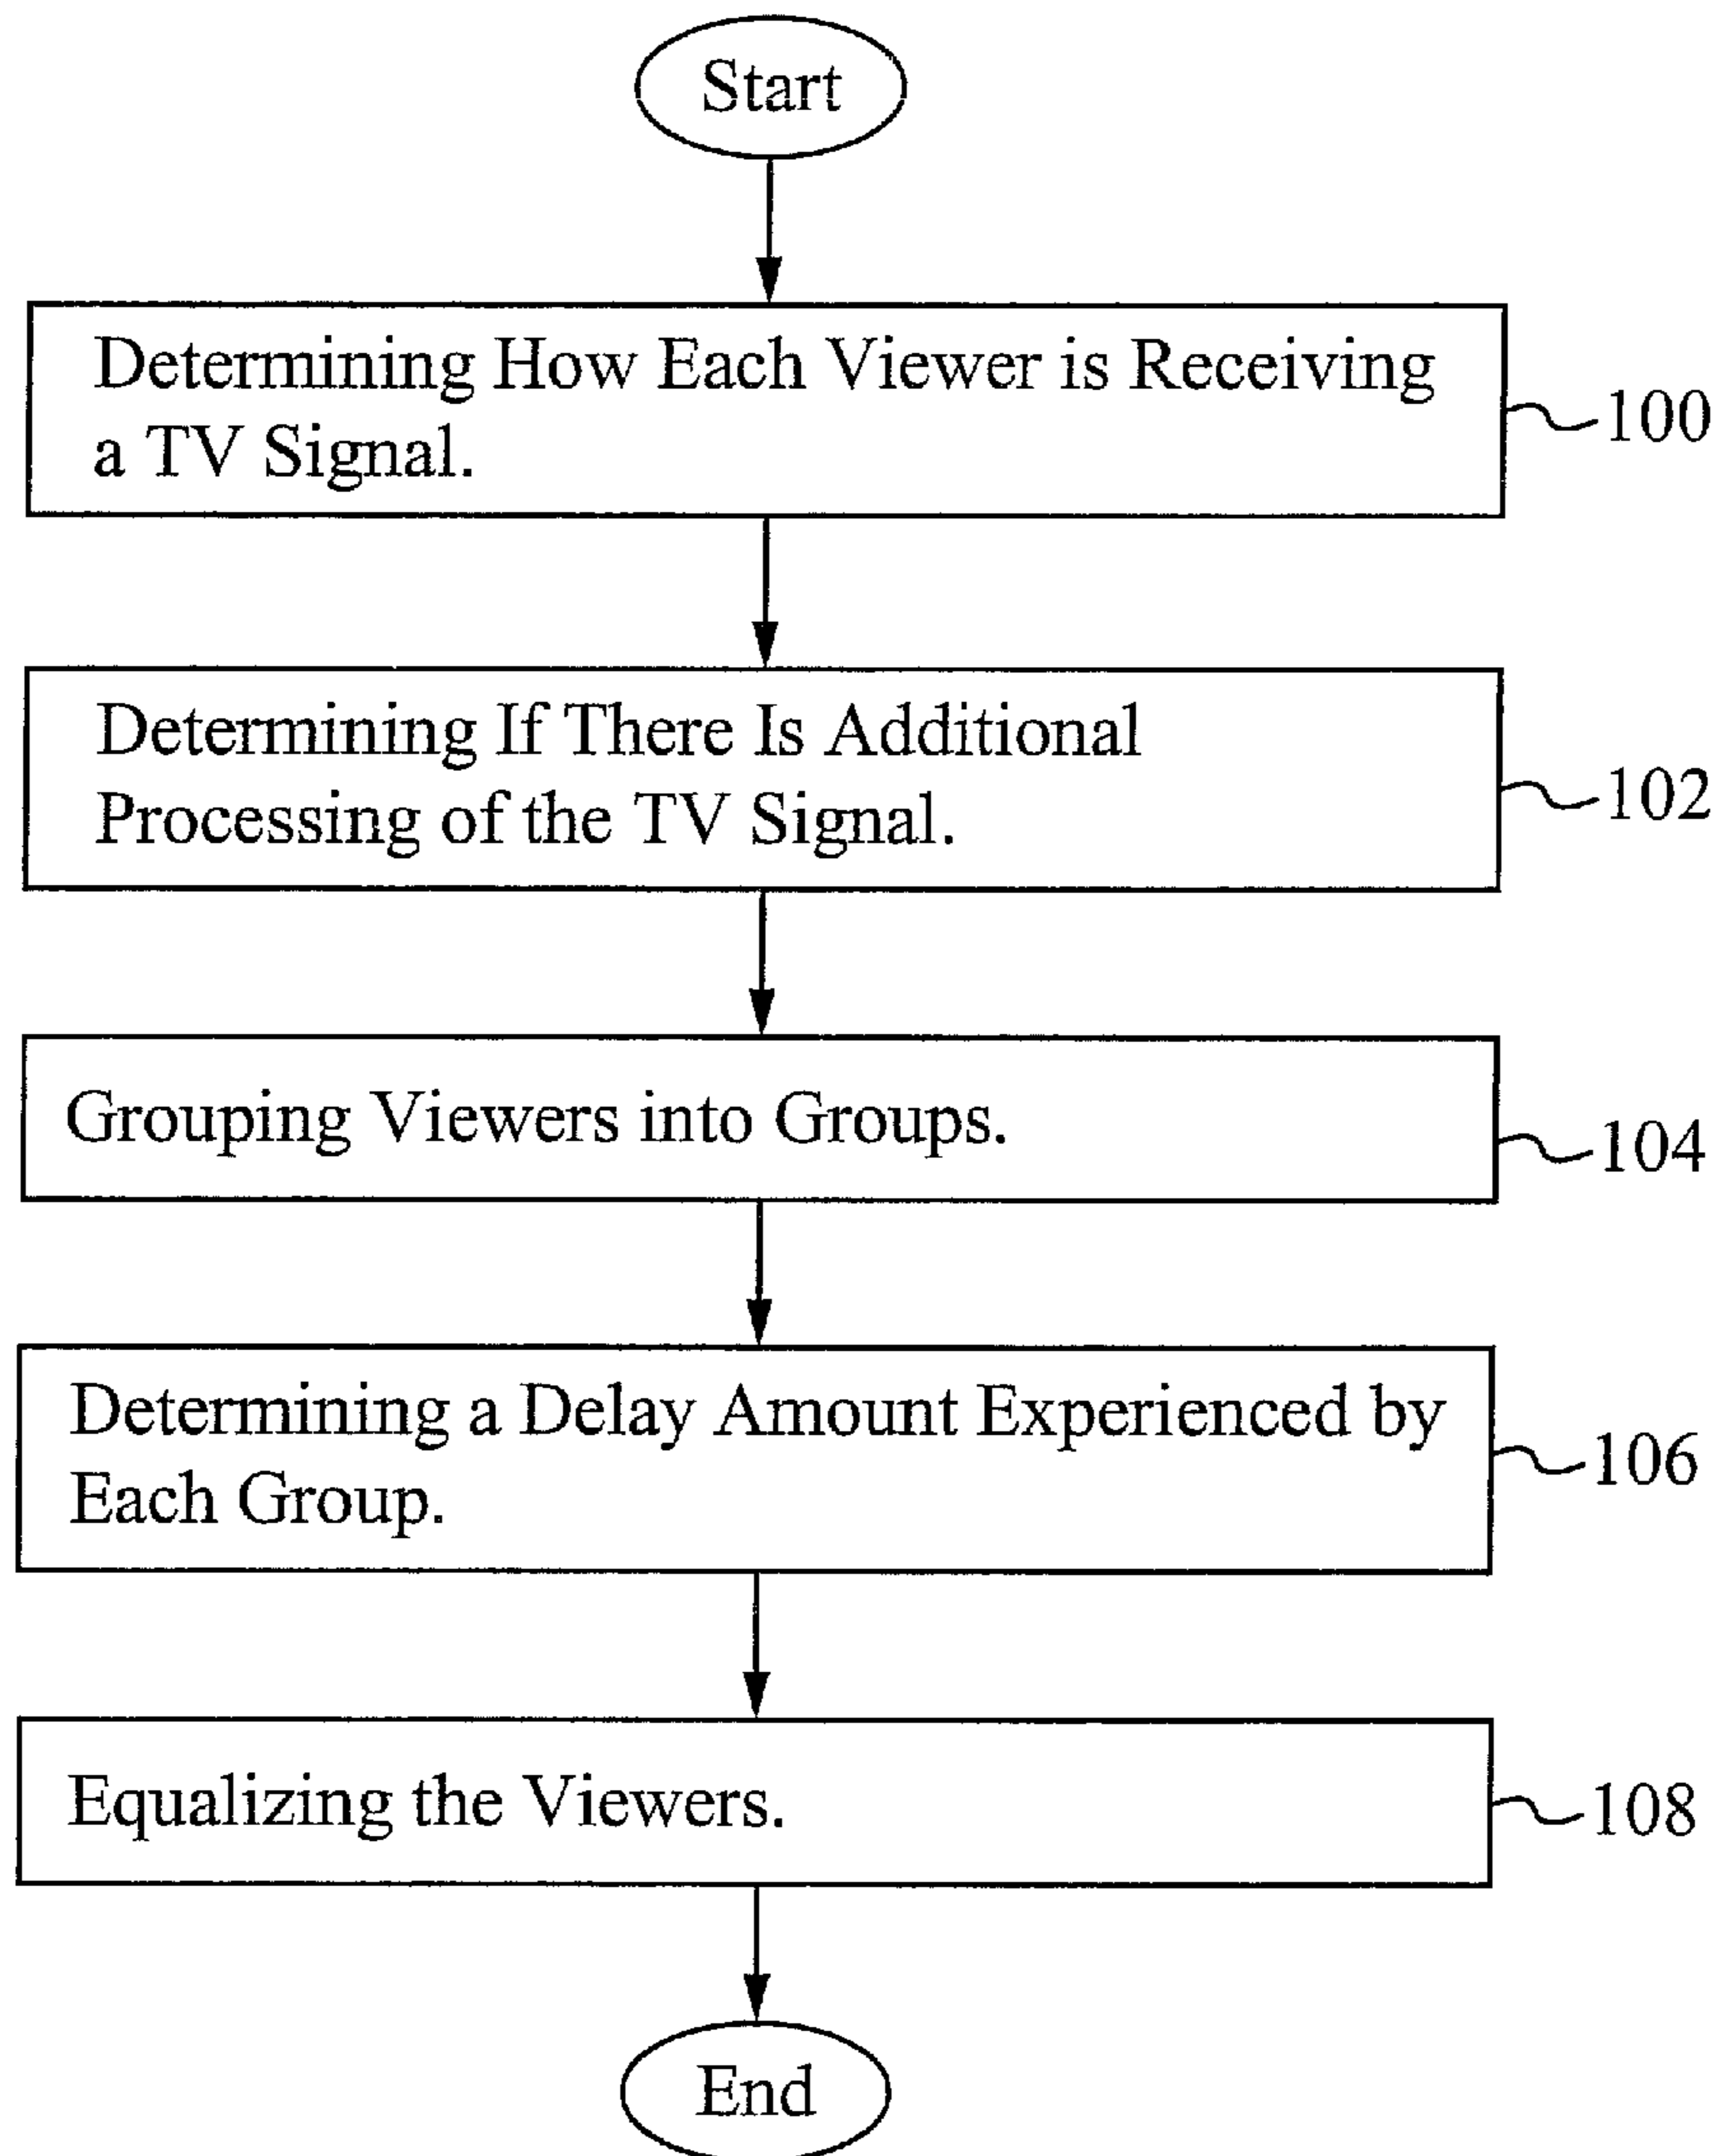 Start
Determining How Each Viewer is Receiving
a TV Signal.
100
Determining If There Is Additional
Processing of the TV Signal.
102
Grouping Viewers into Groups.
104
Determining a Delay Amount Experienced by
Each Group.
106
Equalizing the Viewers.
108
End